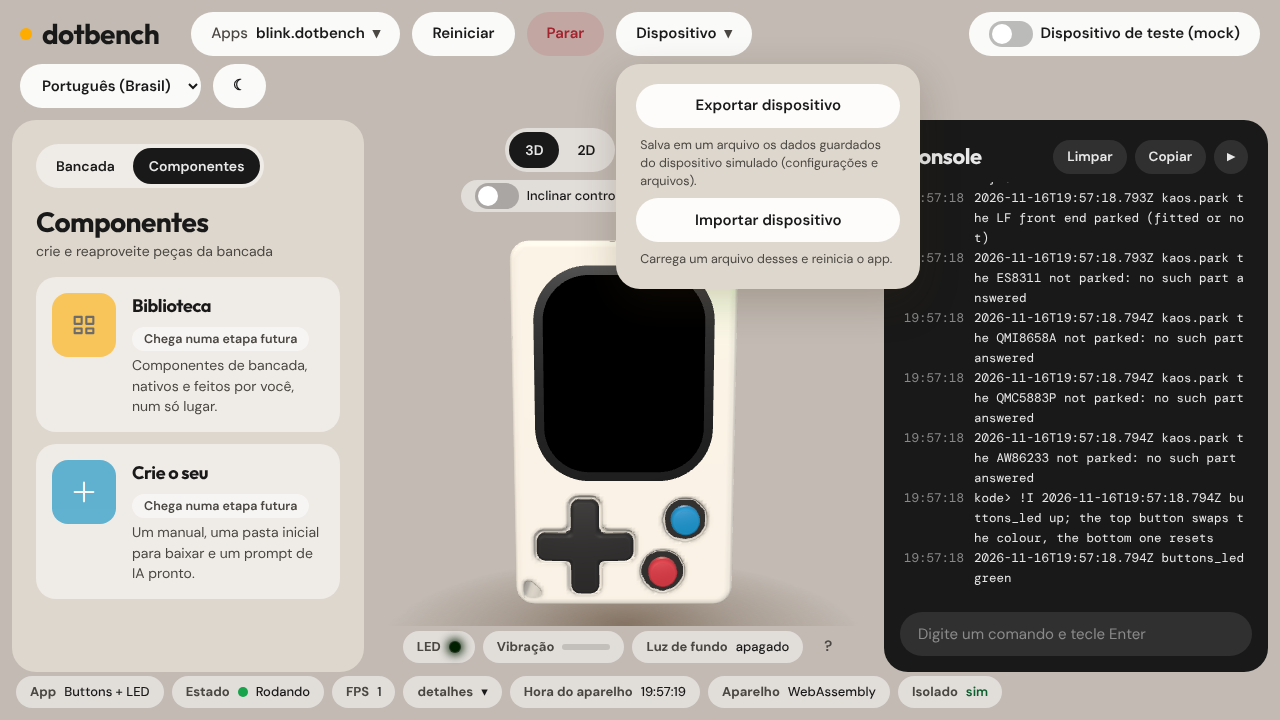 dotbench
Apps blink.dotbench ▾
Reiniciar
Parar
Dispositivo ▾
Dispositivo de teste (mock)
Português (Brasil)
Exportar dispositivo
Salva em um arquivo os dados guardados
do dispositivo simulado (configurações e
arquivos).
Importar dispositivo
Carrega um arquivo desses e reinicia o app.
Bancada
Componentes
Componentes
crie e reaproveite peças da bancada
Biblioteca
Chega numa etapa futura
Componentes de bancada,
nativos e feitos por você,
num só lugar.
Crie o seu
Chega numa etapa futura
Um manual, uma pasta inicial
para baixar e um prompt de
IA pronto.
3D
2D
Inclinar contro
onsole
Limpar
Copiar
:57:18 2026-11-16T19:57:18.793Z kaos.park t
he LF front end parked (fitted or no
t)
:57:18 2026-11-16T19:57:18.793Z kaos.park t
he ES8311 not parked: no such part a
nswered
19:57:18 2026-11-16T19:57:18.794Z kaos.park t
he QMI8658A not parked: no such part
answered
19:57:18 2026-11-16T19:57:18.794Z kaos.park t
he QMC5883P not parked: no such part
answered
19:57:18 2026-11-16T19:57:18.794Z kaos.park t
he AW86233 not parked: no such part
answered
19:57:18 kode> !I 2026-11-16T19:57:18.794Z bu
ttons_led up; the top button swaps t
he colour, the bottom one resets
19:57:18 2026-11-16T19:57:18.794Z buttons_led
green
Digite um comando e tecle Enter
LED
Vibração
Luz de fundo apagado
?
App Buttons + LED
Estado Rodando
FPS 1
detalhes ▾
Hora do aparelho 19:57:19
Aparelho WebAssembly
Isolado sim